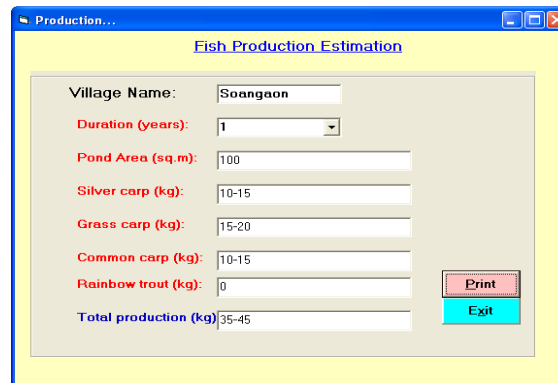 Production...
Fish Production Estimation
Village Name: Soangaon
Duration (years): 1
Pond Area (sq.m): 100
Silver carp (kg): 10-15
Grass carp (kg): 15-20
Common carp (kg): 10-15
Rainbow trout (kg): 0
Print
Total production (kg) 35-45
Exit